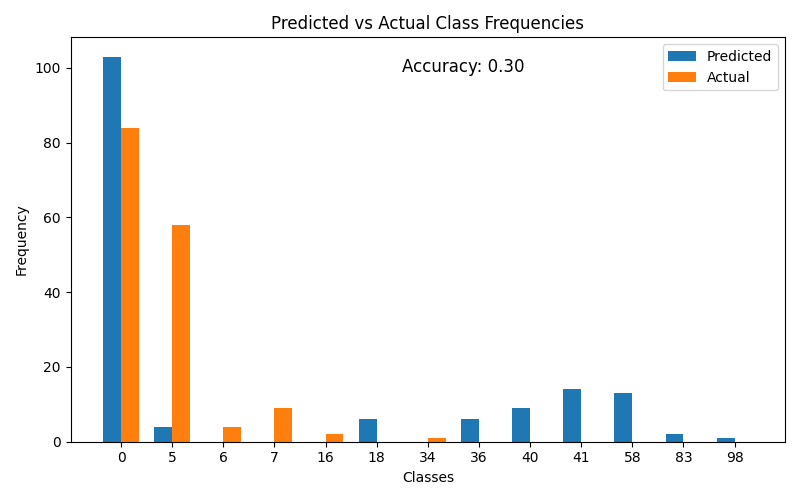 Predicted vs Actual Class Frequencies
Accuracy: 0.30
Predicted
Actual
Frequency
100
80
60
40
20
0
0 5 6 7 16 18 34 36 40 41 58 83 98
Classes